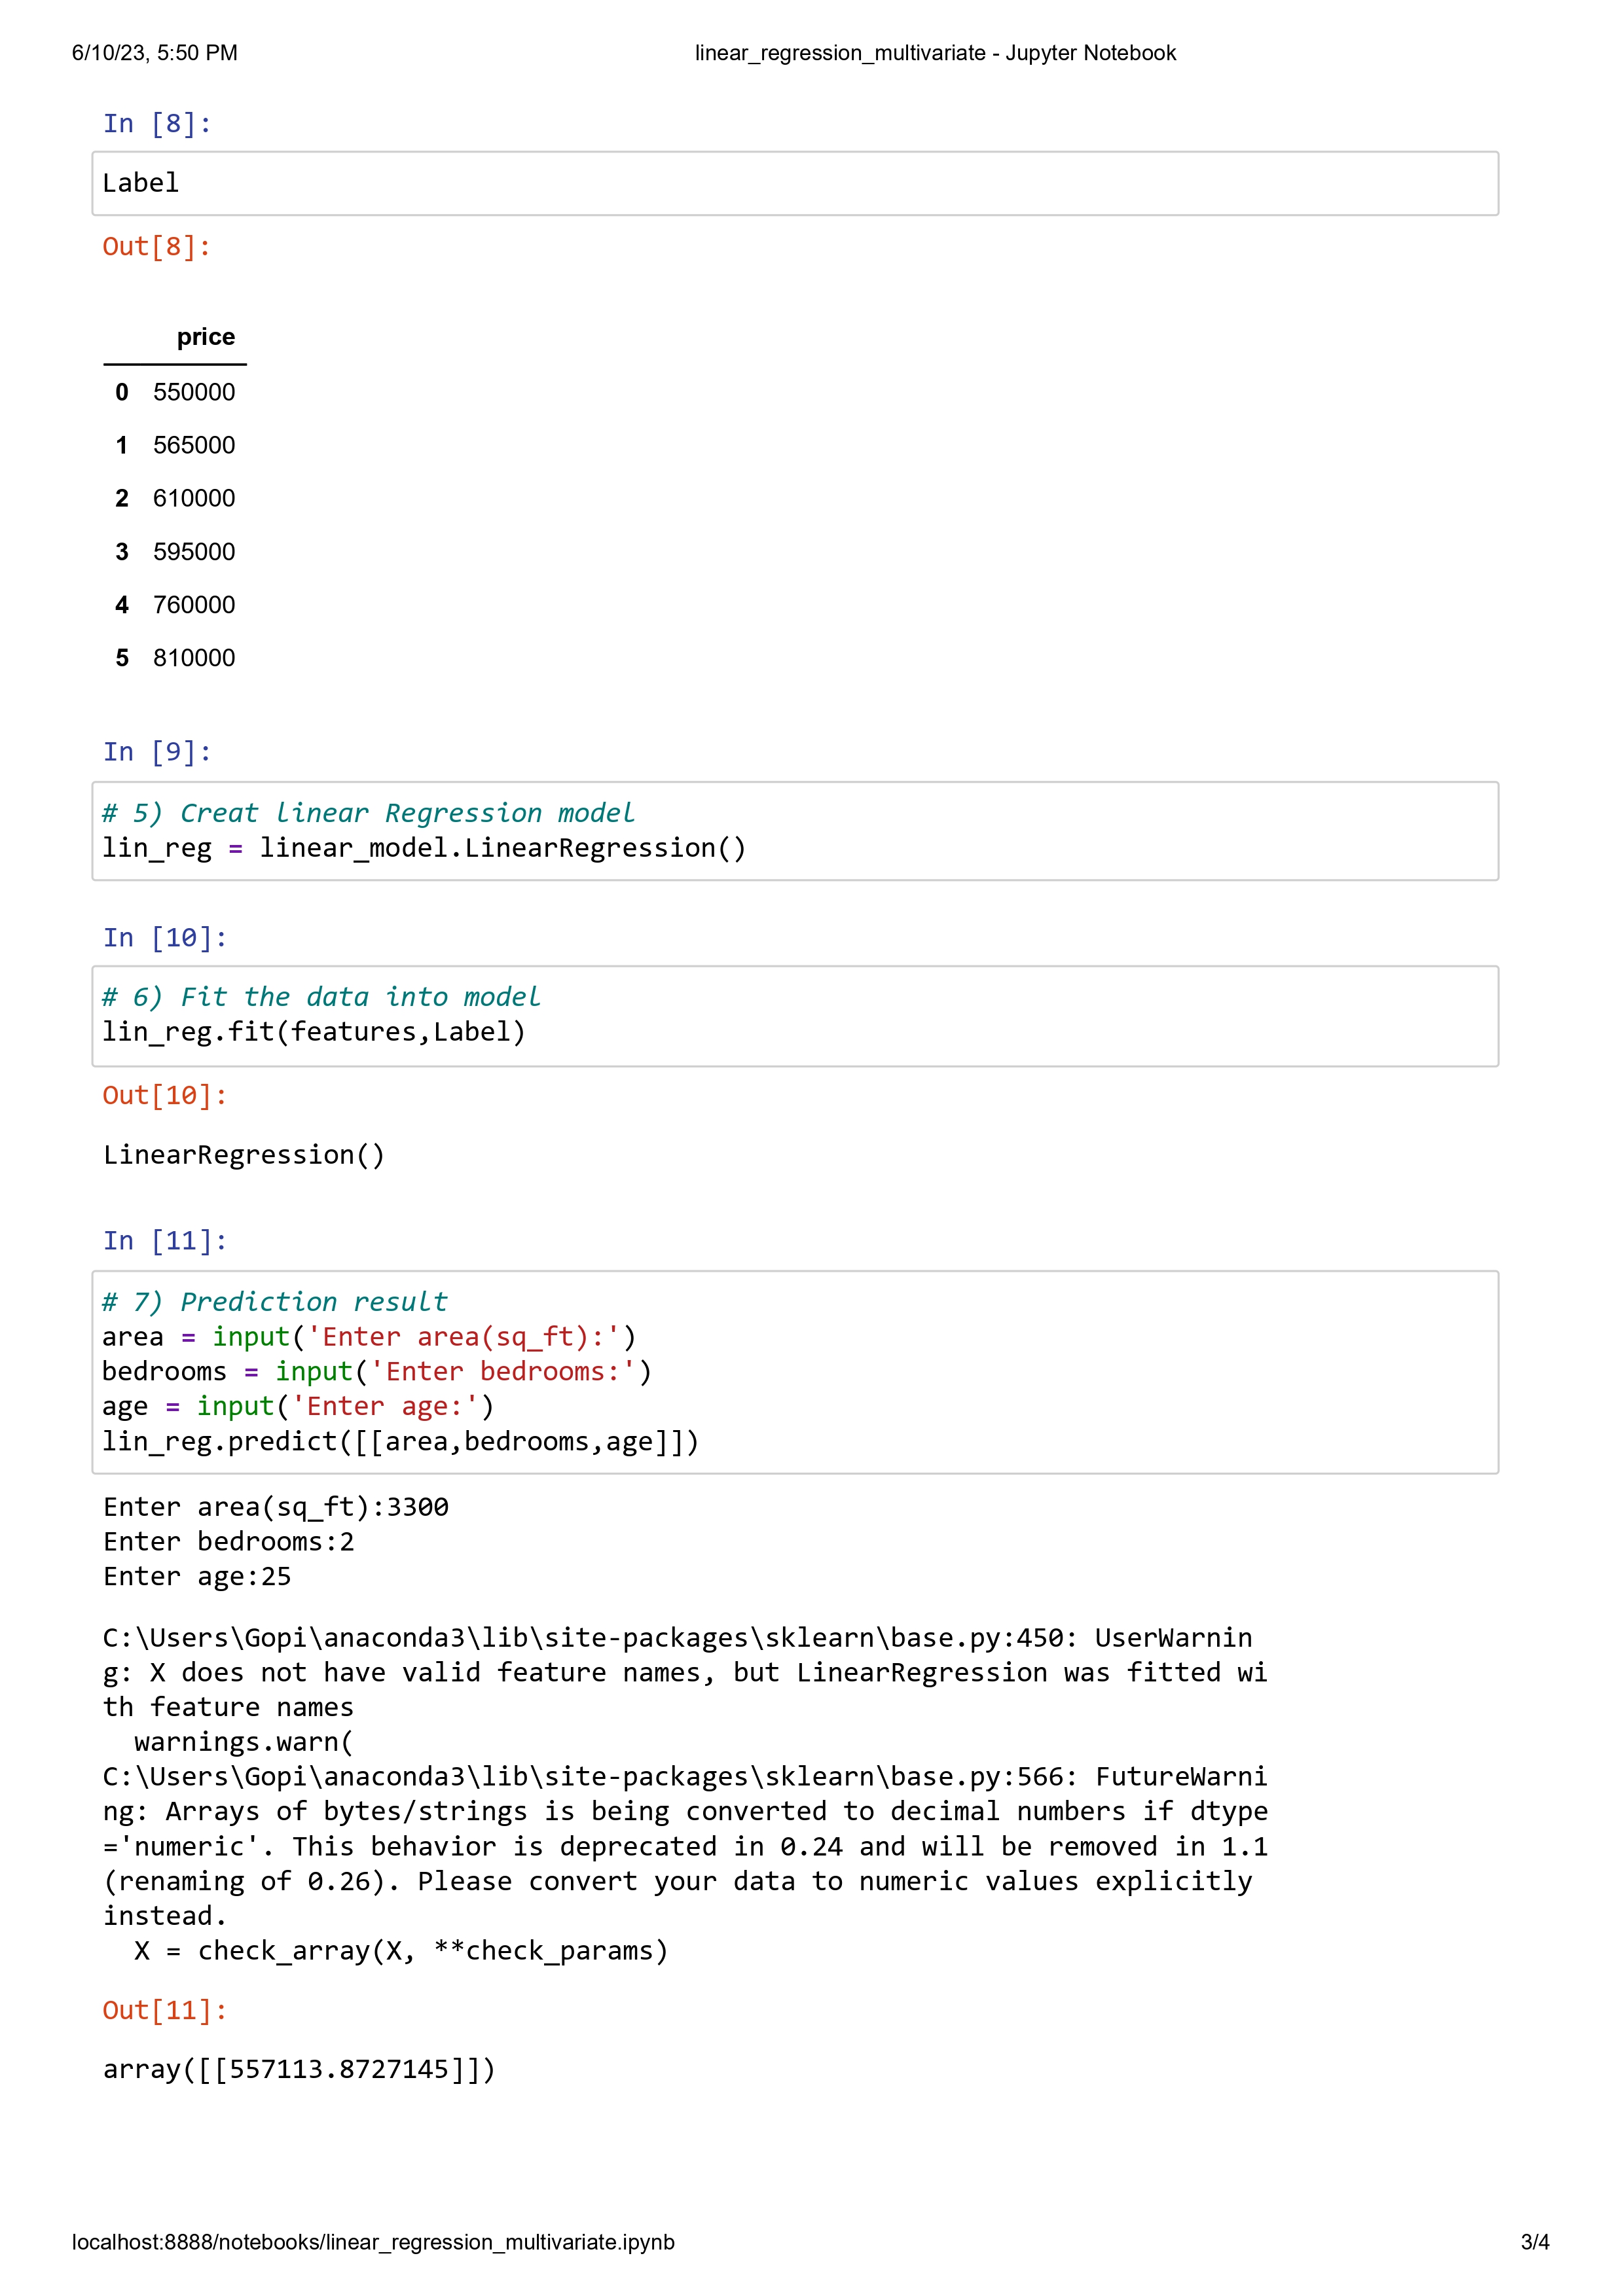 6/10/23, 5:50 PM linear_regression_multivariate - Jupyter Notebook
In [8]:
Label
Out[8]:
price
0 550000
1 565000
2 610000
3 595000
4 760000
5 810000
In [9]:
# 5) Creat linear Regression model
lin_reg = linear_model.LinearRegression()
In [10]:
# 6) Fit the data into model
lin_reg.fit(features,Label)
Out[10]:
LinearRegression()
In [11]:
# 7) Prediction result
area = input('Enter area(sq_ft):')
bedrooms = input('Enter bedrooms:')
age = input('Enter age:')
lin_reg.predict([[area,bedrooms,age]])
Enter area(sq_ft):3300
Enter bedrooms:2
Enter age:25
C:\Users\Gopi\anaconda3\lib\site-packages\sklearn\base.py:450: UserWarnin
g: X does not have valid feature names, but LinearRegression was fitted wi
th feature names
  warnings.warn(
C:\Users\Gopi\anaconda3\lib\site-packages\sklearn\base.py:566: FutureWarni
ng: Arrays of bytes/strings is being converted to decimal numbers if dtype
='numeric'. This behavior is deprecated in 0.24 and will be removed in 1.1
(renaming of 0.26). Please convert your data to numeric values explicitly
instead.
  X = check_array(X, **check_params)
Out[11]:
array([[557113.8727145]])
localhost:8888/notebooks/linear_regression_multivariate.ipynb 3/4